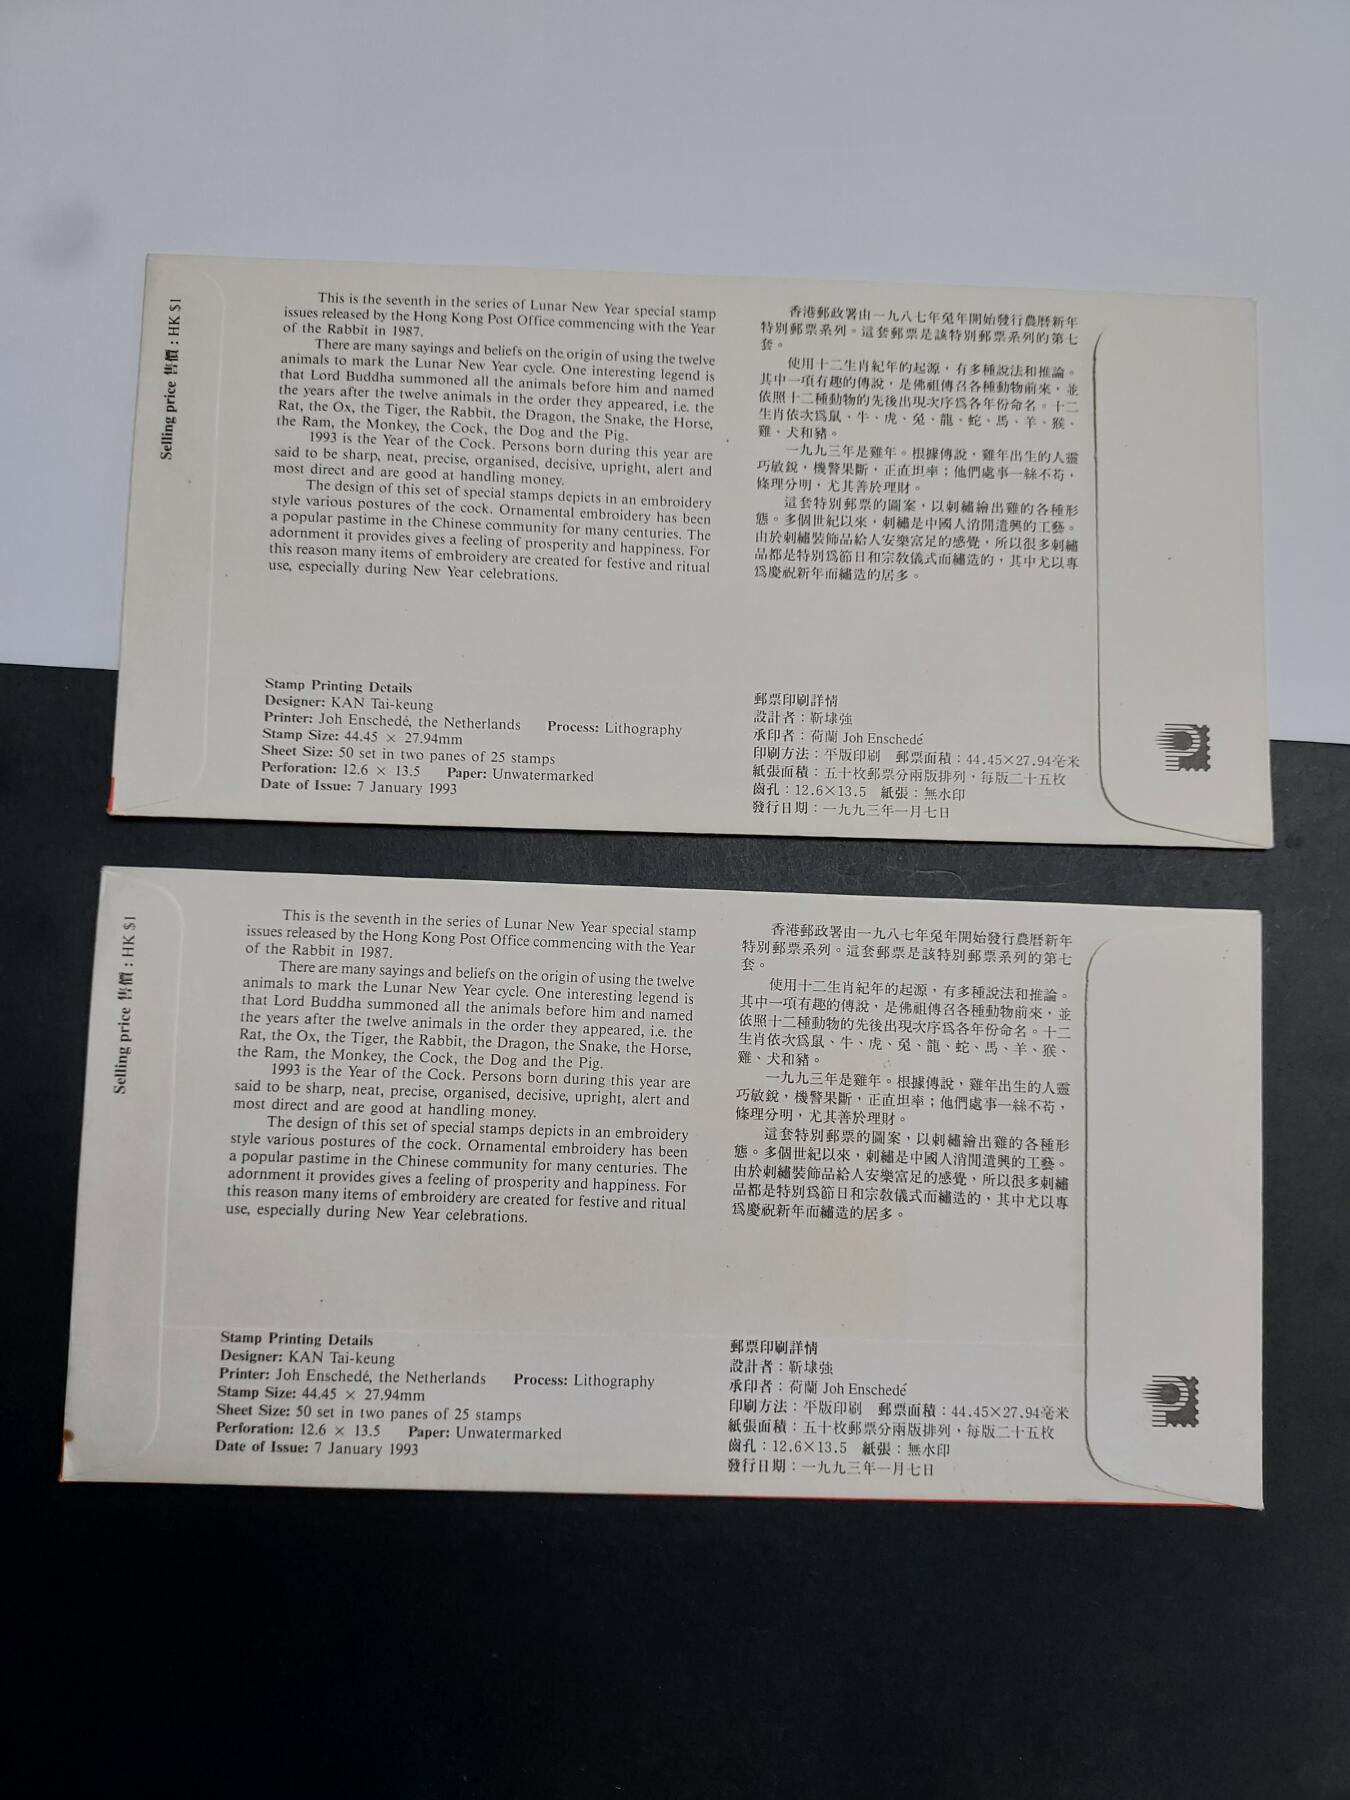 Selling price 售價：HK $1
This is the seventh in the series of Lunar New Year special stamp
issues released by the Hong Kong Post Office commencing with the Year
of the Rabbit in 1987.
There are many sayings and beliefs on the origin of using the twelve
animals to mark the Lunar New Year cycle. One interesting legend is
that Lord Buddha summoned all the animals before him and named
the years after the twelve animals in the order they appeared, i.e. the
Rat, the Ox, the Tiger, the Rabbit, the Dragon, the Snake, the Horse,
the Ram, the Monkey, the Cock, the Dog and the Pig.
1993 is the Year of the Cock. Persons born during this year are
said to be sharp, neat, precise, organised, decisive, upright, alert and
most direct and are good at handling money.
The design of this set of special stamps depicts in an embroidery
style various postures of the cock. Ornamental embroidery has been
a popular pastime in the Chinese community for many centuries. The
adornment it provides gives a feeling of prosperity and happiness. For
this reason many items of embroidery are created for festive and ritual
use, especially during New Year celebrations.
香港郵政署由一九八七年兔年開始發行農曆新年
特別郵票系列。這套郵票是該特別郵票系列的第七
套。
使用十二生肖紀年的起源，有多種說法和推論。
其中一項有趣的傳說，是佛祖傳召各種動物前來，並
依照十二種動物的先後出現次序爲各年份命名。十二
生肖依次爲鼠、牛、虎、兔、龍、蛇、馬、羊、猴、
雞、犬和豬。
一九九三年是雞年。根據傳說，雞年出生的人靈
巧敏銳，機警果斷，正直坦率；他們處事一絲不苟，
條理分明，尤其善於理財。
這套特別郵票的圖案，以刺繡繪出雞的各種形
態。多個世紀以來，刺繡是中國人消閒遣興的工藝。
由於刺繡裝飾品給人安樂富足的感覺，所以很多刺繡
品都是特別爲節日和宗教儀式而繡造的，其中尤以專
爲慶祝新年而繡造的居多。
Stamp Printing Details
Designer: KAN Tai-keung
Printer: Joh Enschedé, the Netherlands Process: Lithography
Stamp Size: 44.45 × 27.94mm
Sheet Size: 50 set in two panes of 25 stamps
Perforation: 12.6 × 13.5 Paper: Unwatermarked
Date of Issue: 7 January 1993
郵票印刷詳情
設計者：靳埭強
承印者：荷蘭 Joh Enschedé
印刷方法：平版印刷 郵票面積：44.45×27.94毫米
紙張面積：五十枚郵票分兩版排列，每版二十五枚
齒孔：12.6×13.5 紙張：無水印
發行日期：一九九三年一月七日
Selling price 售價：HK $1
This is the seventh in the series of Lunar New Year special stamp
issues released by the Hong Kong Post Office commencing with the Year
of the Rabbit in 1987.
There are many sayings and beliefs on the origin of using the twelve
animals to mark the Lunar New Year cycle. One interesting legend is
that Lord Buddha summoned all the animals before him and named
the years after the twelve animals in the order they appeared, i.e. the
Rat, the Ox, the Tiger, the Rabbit, the Dragon, the Snake, the Horse,
the Ram, the Monkey, the Cock, the Dog and the Pig.
1993 is the Year of the Cock. Persons born during this year are
said to be sharp, neat, precise, organised, decisive, upright, alert and
most direct and are good at handling money.
The design of this set of special stamps depicts in an embroidery
style various postures of the cock. Ornamental embroidery has been
a popular pastime in the Chinese community for many centuries. The
adornment it provides gives a feeling of prosperity and happiness. For
this reason many items of embroidery are created for festive and ritual
use, especially during New Year celebrations.
香港郵政署由一九八七年兔年開始發行農曆新年
特別郵票系列。這套郵票是該特別郵票系列的第七
套。
使用十二生肖紀年的起源，有多種說法和推論。
其中一項有趣的傳說，是佛祖傳召各種動物前來，並
依照十二種動物的先後出現次序爲各年份命名。十二
生肖依次爲鼠、牛、虎、兔、龍、蛇、馬、羊、猴、
雞、犬和豬。
一九九三年是雞年。根據傳說，雞年出生的人靈
巧敏銳，機警果斷，正直坦率；他們處事一絲不苟，
條理分明，尤其善於理財。
這套特別郵票的圖案，以刺繡繪出雞的各種形
態。多個世紀以來，刺繡是中國人消閒遣興的工藝。
由於刺繡裝飾品給人安樂富足的感覺，所以很多刺繡
品都是特別爲節日和宗教儀式而繡造的，其中尤以專
爲慶祝新年而繡造的居多。
Stamp Printing Details
Designer: KAN Tai-keung
Printer: Joh Enschedé, the Netherlands Process: Lithography
Stamp Size: 44.45 × 27.94mm
Sheet Size: 50 set in two panes of 25 stamps
Perforation: 12.6 × 13.5 Paper: Unwatermarked
Date of Issue: 7 January 1993
郵票印刷詳情
設計者：靳埭強
承印者：荷蘭 Joh Enschedé
印刷方法：平版印刷 郵票面積：44.45×27.94毫米
紙張面積：五十枚郵票分兩版排列，每版二十五枚
齒孔：12.6×13.5 紙張：無水印
發行日期：一九九三年一月七日